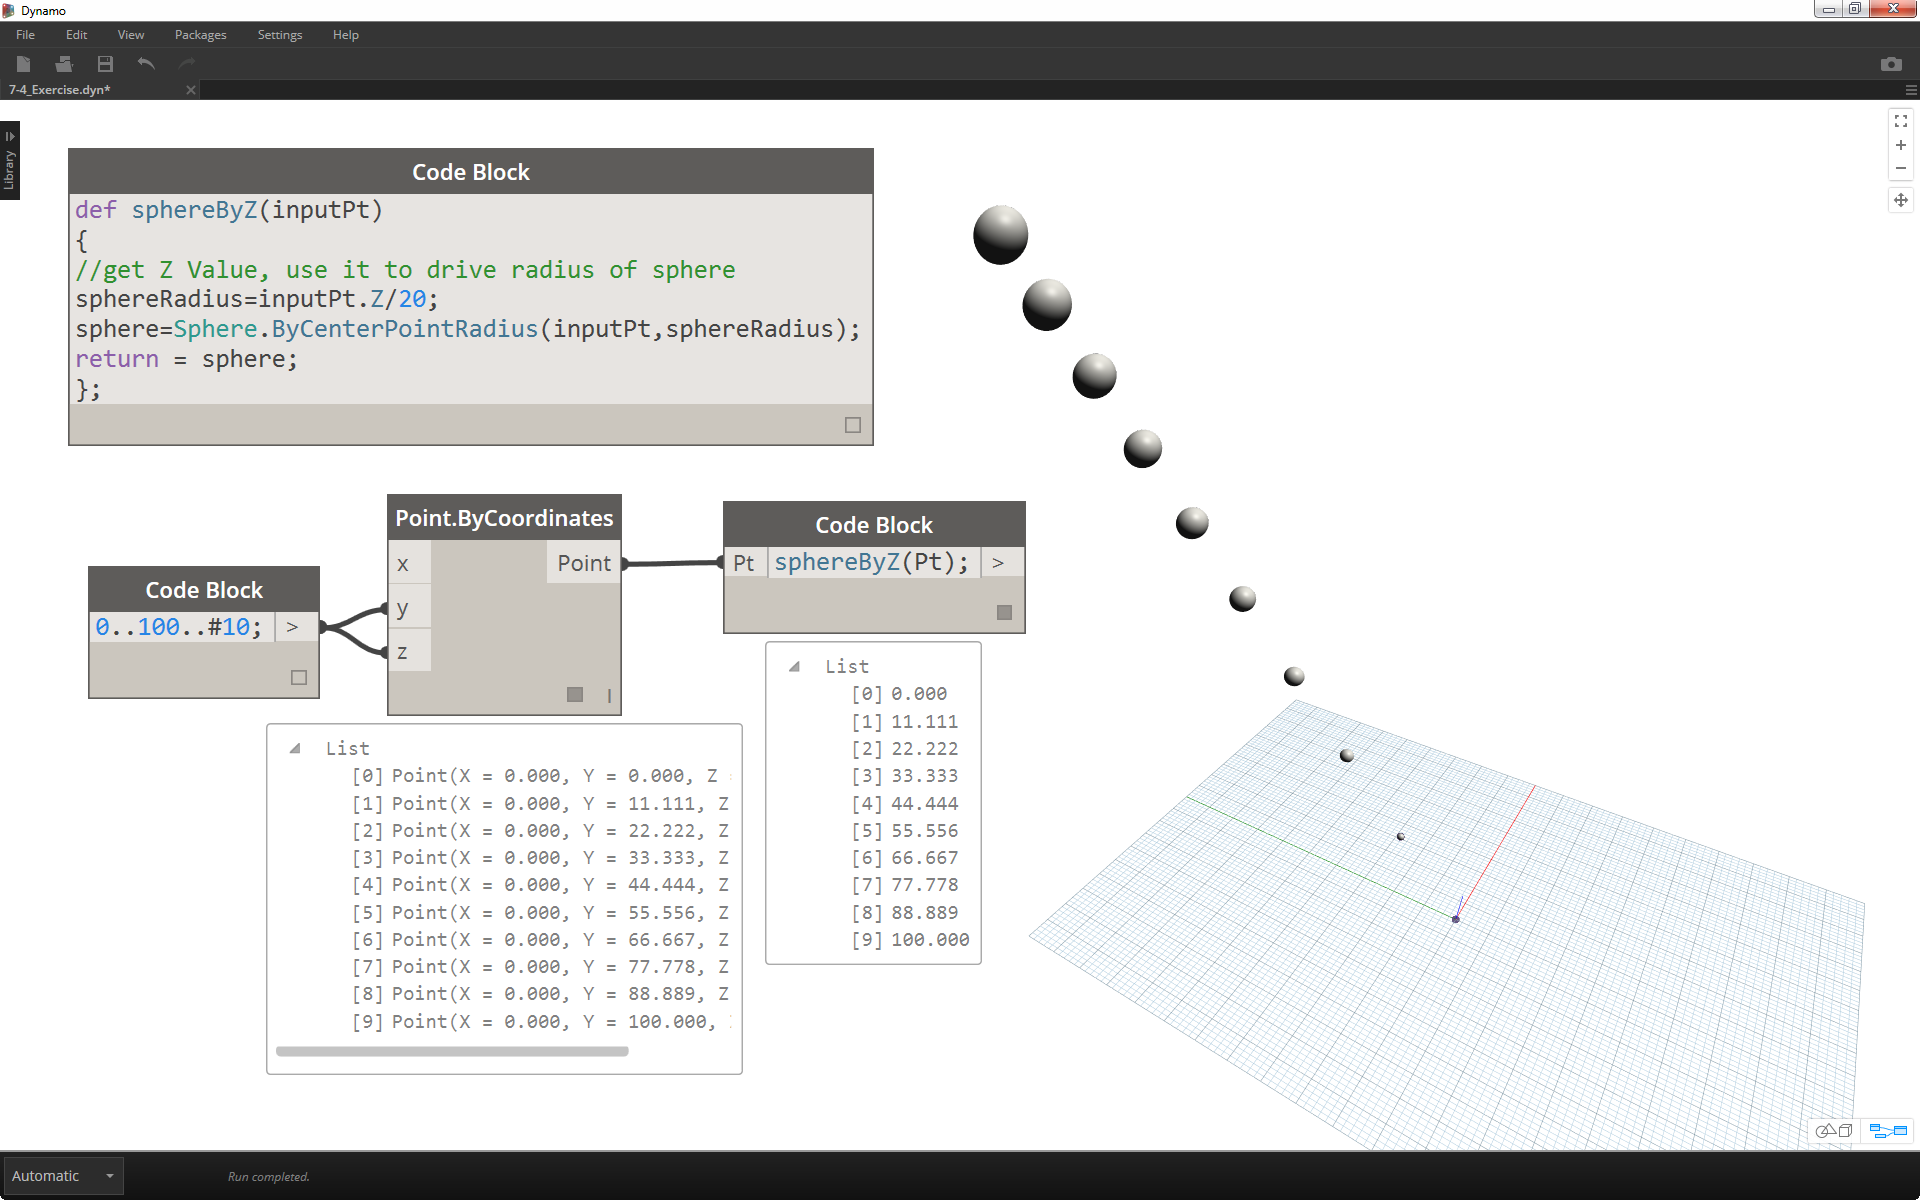 Dynamo
File Edit View Packages Settings Help
7-4_Exercise.dyn*
Library
Code Block
def sphereByZ(inputPt)
{
//get Z Value, use it to drive radius of sphere
sphereRadius=inputPt.Z/20;
sphere=Sphere.ByCenterPointRadius(inputPt,sphereRadius);
return = sphere;
};
Code Block
0..100..#10; >
Point.ByCoordinates
x Point
y
z
l
Code Block
Pt sphereByZ(Pt); >
List
[0] Point(X = 0.000, Y = 0.000, Z
[1] Point(X = 0.000, Y = 11.111, Z
[2] Point(X = 0.000, Y = 22.222, Z
[3] Point(X = 0.000, Y = 33.333, Z
[4] Point(X = 0.000, Y = 44.444, Z
[5] Point(X = 0.000, Y = 55.556, Z
[6] Point(X = 0.000, Y = 66.667, Z
[7] Point(X = 0.000, Y = 77.778, Z
[8] Point(X = 0.000, Y = 88.889, Z
[9] Point(X = 0.000, Y = 100.000,
List
[0] 0.000
[1] 11.111
[2] 22.222
[3] 33.333
[4] 44.444
[5] 55.556
[6] 66.667
[7] 77.778
[8] 88.889
[9] 100.000
Automatic
Run completed.